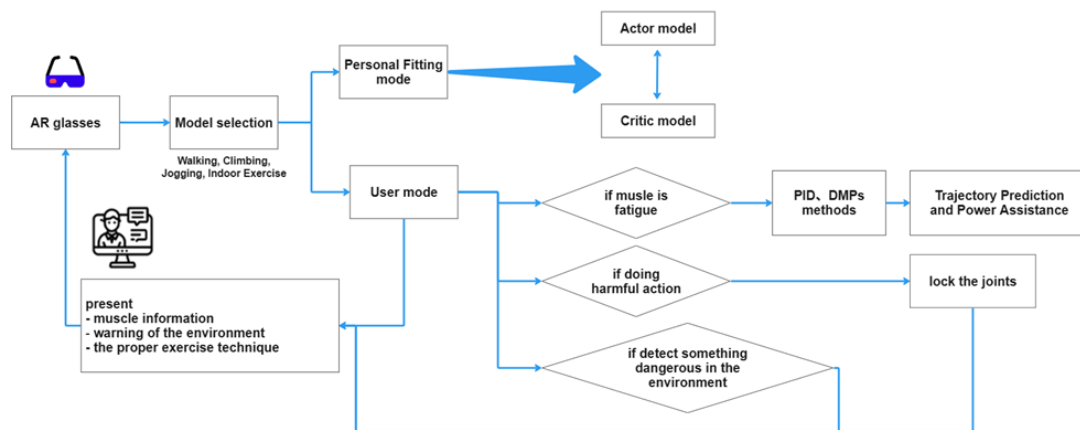 AR glasses
Model selection
Walking, Climbing,
Jogging, Indoor Exercise
Personal Fitting
mode
Actor model
Critic model
User mode
if musle is
fatigue
PID、DMPs
methods
Trajectory Prediction
and Power Assistance
if doing
harmful action
lock the joints
present
- muscle information
- warning of the environment
- the proper exercise technique
if detect something
dangerous in the
environment